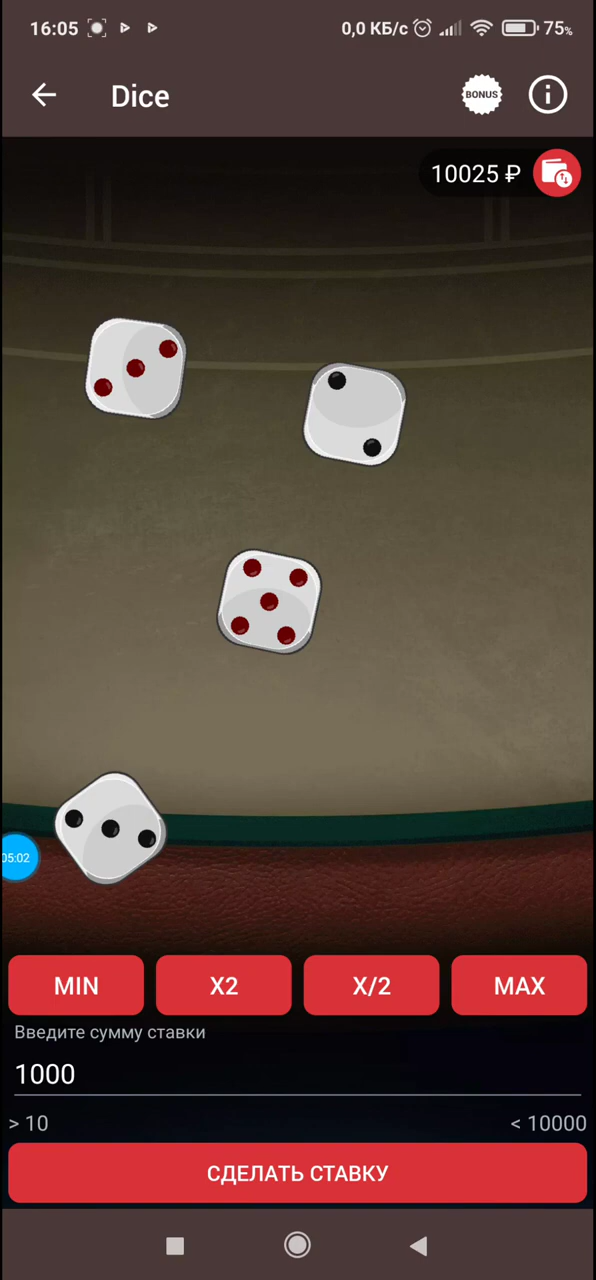 16:05 0,0 КБ/с 75%
Dice BONUS
10025 ₽
05:02
MIN X2 X/2 MAX
Введите сумму ставки
1000
> 10 < 10000
СДЕЛАТЬ СТАВКУ